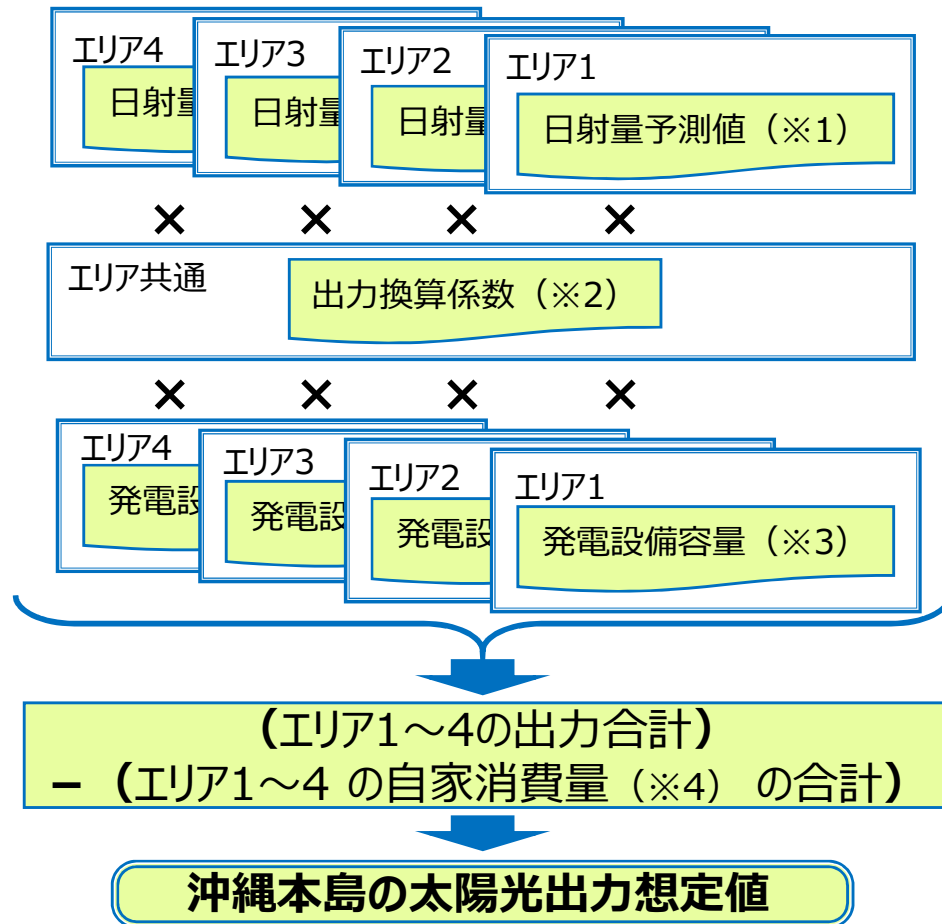 エリア4
エリア3
エリア2
エリア1
日射量
日射量
日射量
日射量予測値（※1）
× × × ×
エリア共通
出力換算係数（※2）
× × × ×
エリア4
エリア3
エリア2
エリア1
発電設
発電設
発電設
発電設備容量（※3）
(エリア1～4の出力合計)
－（エリア1～4 の自家消費量（※4） の合計)
沖縄本島の太陽光出力想定値